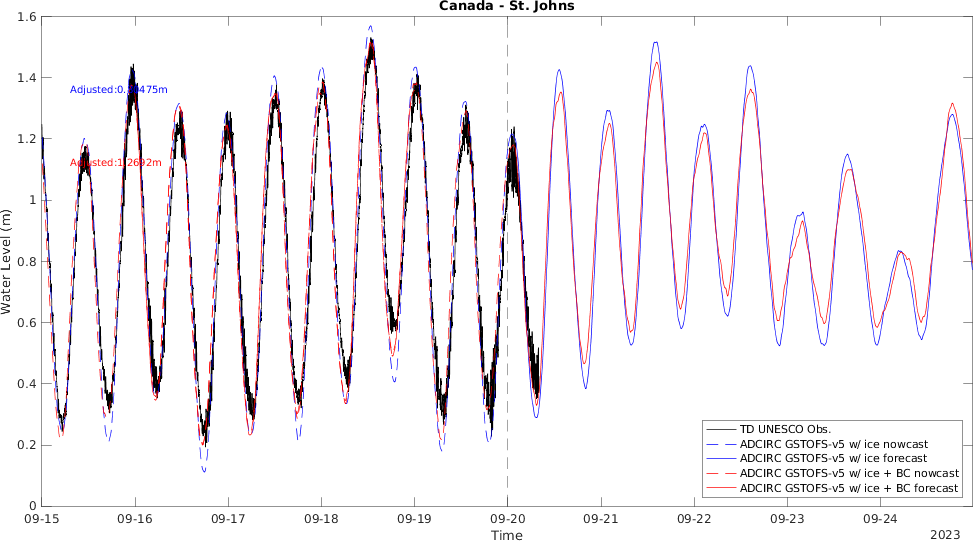 Canada - St. Johns
1.6
1.4
1.2
1
0.8
0.6
0.4
0.2
0
Water Level (m)
Adjusted:1.2692m
TD UNESCO Obs.
ADCIRC GSTOFS-v5 w/ ice nowcast
ADCIRC GSTOFS-v5 w/ ice forecast
ADCIRC GSTOFS-v5 w/ ice + BC nowcast
ADCIRC GSTOFS-v5 w/ ice + BC forecast
09-15 09-16 09-17 09-18 09-19 09-20 09-21 09-22 09-23 09-24
Time
2023